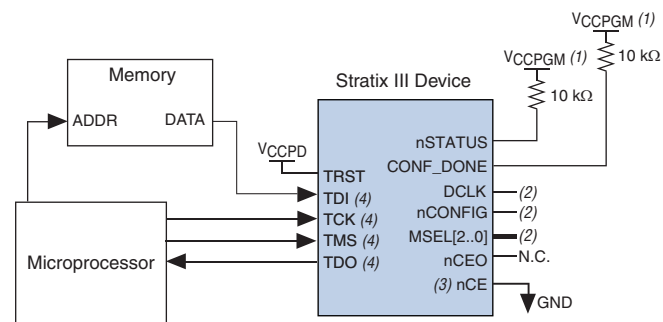 VCCPGM (1)
VCCPGM (1)
10 kΩ
10 kΩ
Memory
ADDR DATA
Stratix III Device
nSTATUS
CONF_DONE
VCCPD
TRST
DCLK (2)
TDI (4)
nCONFIG (2)
TCK (4)
MSEL[2..0] (2)
TMS (4)
nCEO N.C.
TDO (4)
Microprocessor
(3) nCE
GND